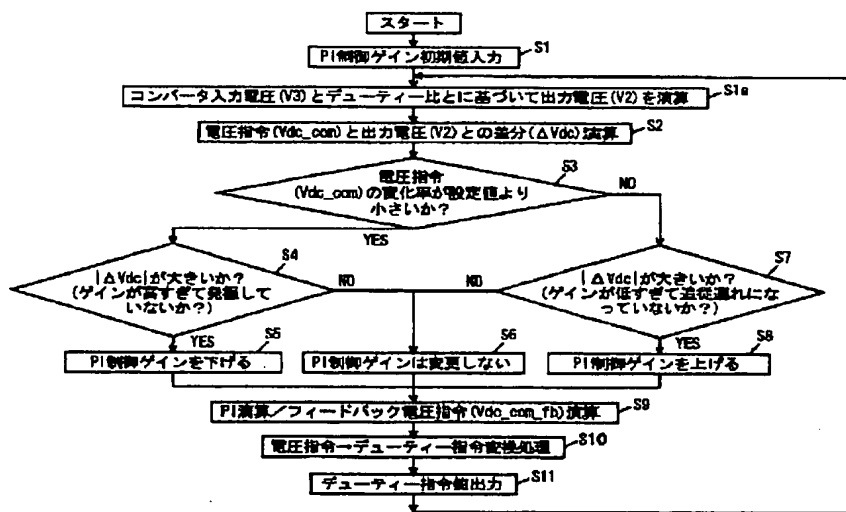 スタート
S1
PI制御ゲイン初期値入力
S1a
コンバータ入力電圧(V3)とデューティー比とに基づいて出力電圧(V2)を演算
S2
電圧指令(Vdc_com)と出力電圧(V2)との差分(ΔVdc)演算
S3
電圧指令
(Vdc_com)の変化率が設定値より
小さいか?
NO
YES
S4
|ΔVdc|が大きいか?
(ゲインが高すぎて発振して
いないか?)
NO
NO
S7
|ΔVdc|が大きいか?
(ゲインが低すぎて追従遅れにな
っていないか?)
YES
S5
PI制御ゲインを下げる
S6
PI制御ゲインは変更しない
YES
S8
PI制御ゲインを上げる
S9
PI演算/フィードバック電圧指令(Vdc_com_fb)演算
S10
電圧指令→デューティー指令変換処理
S11
デューティー指令値出力